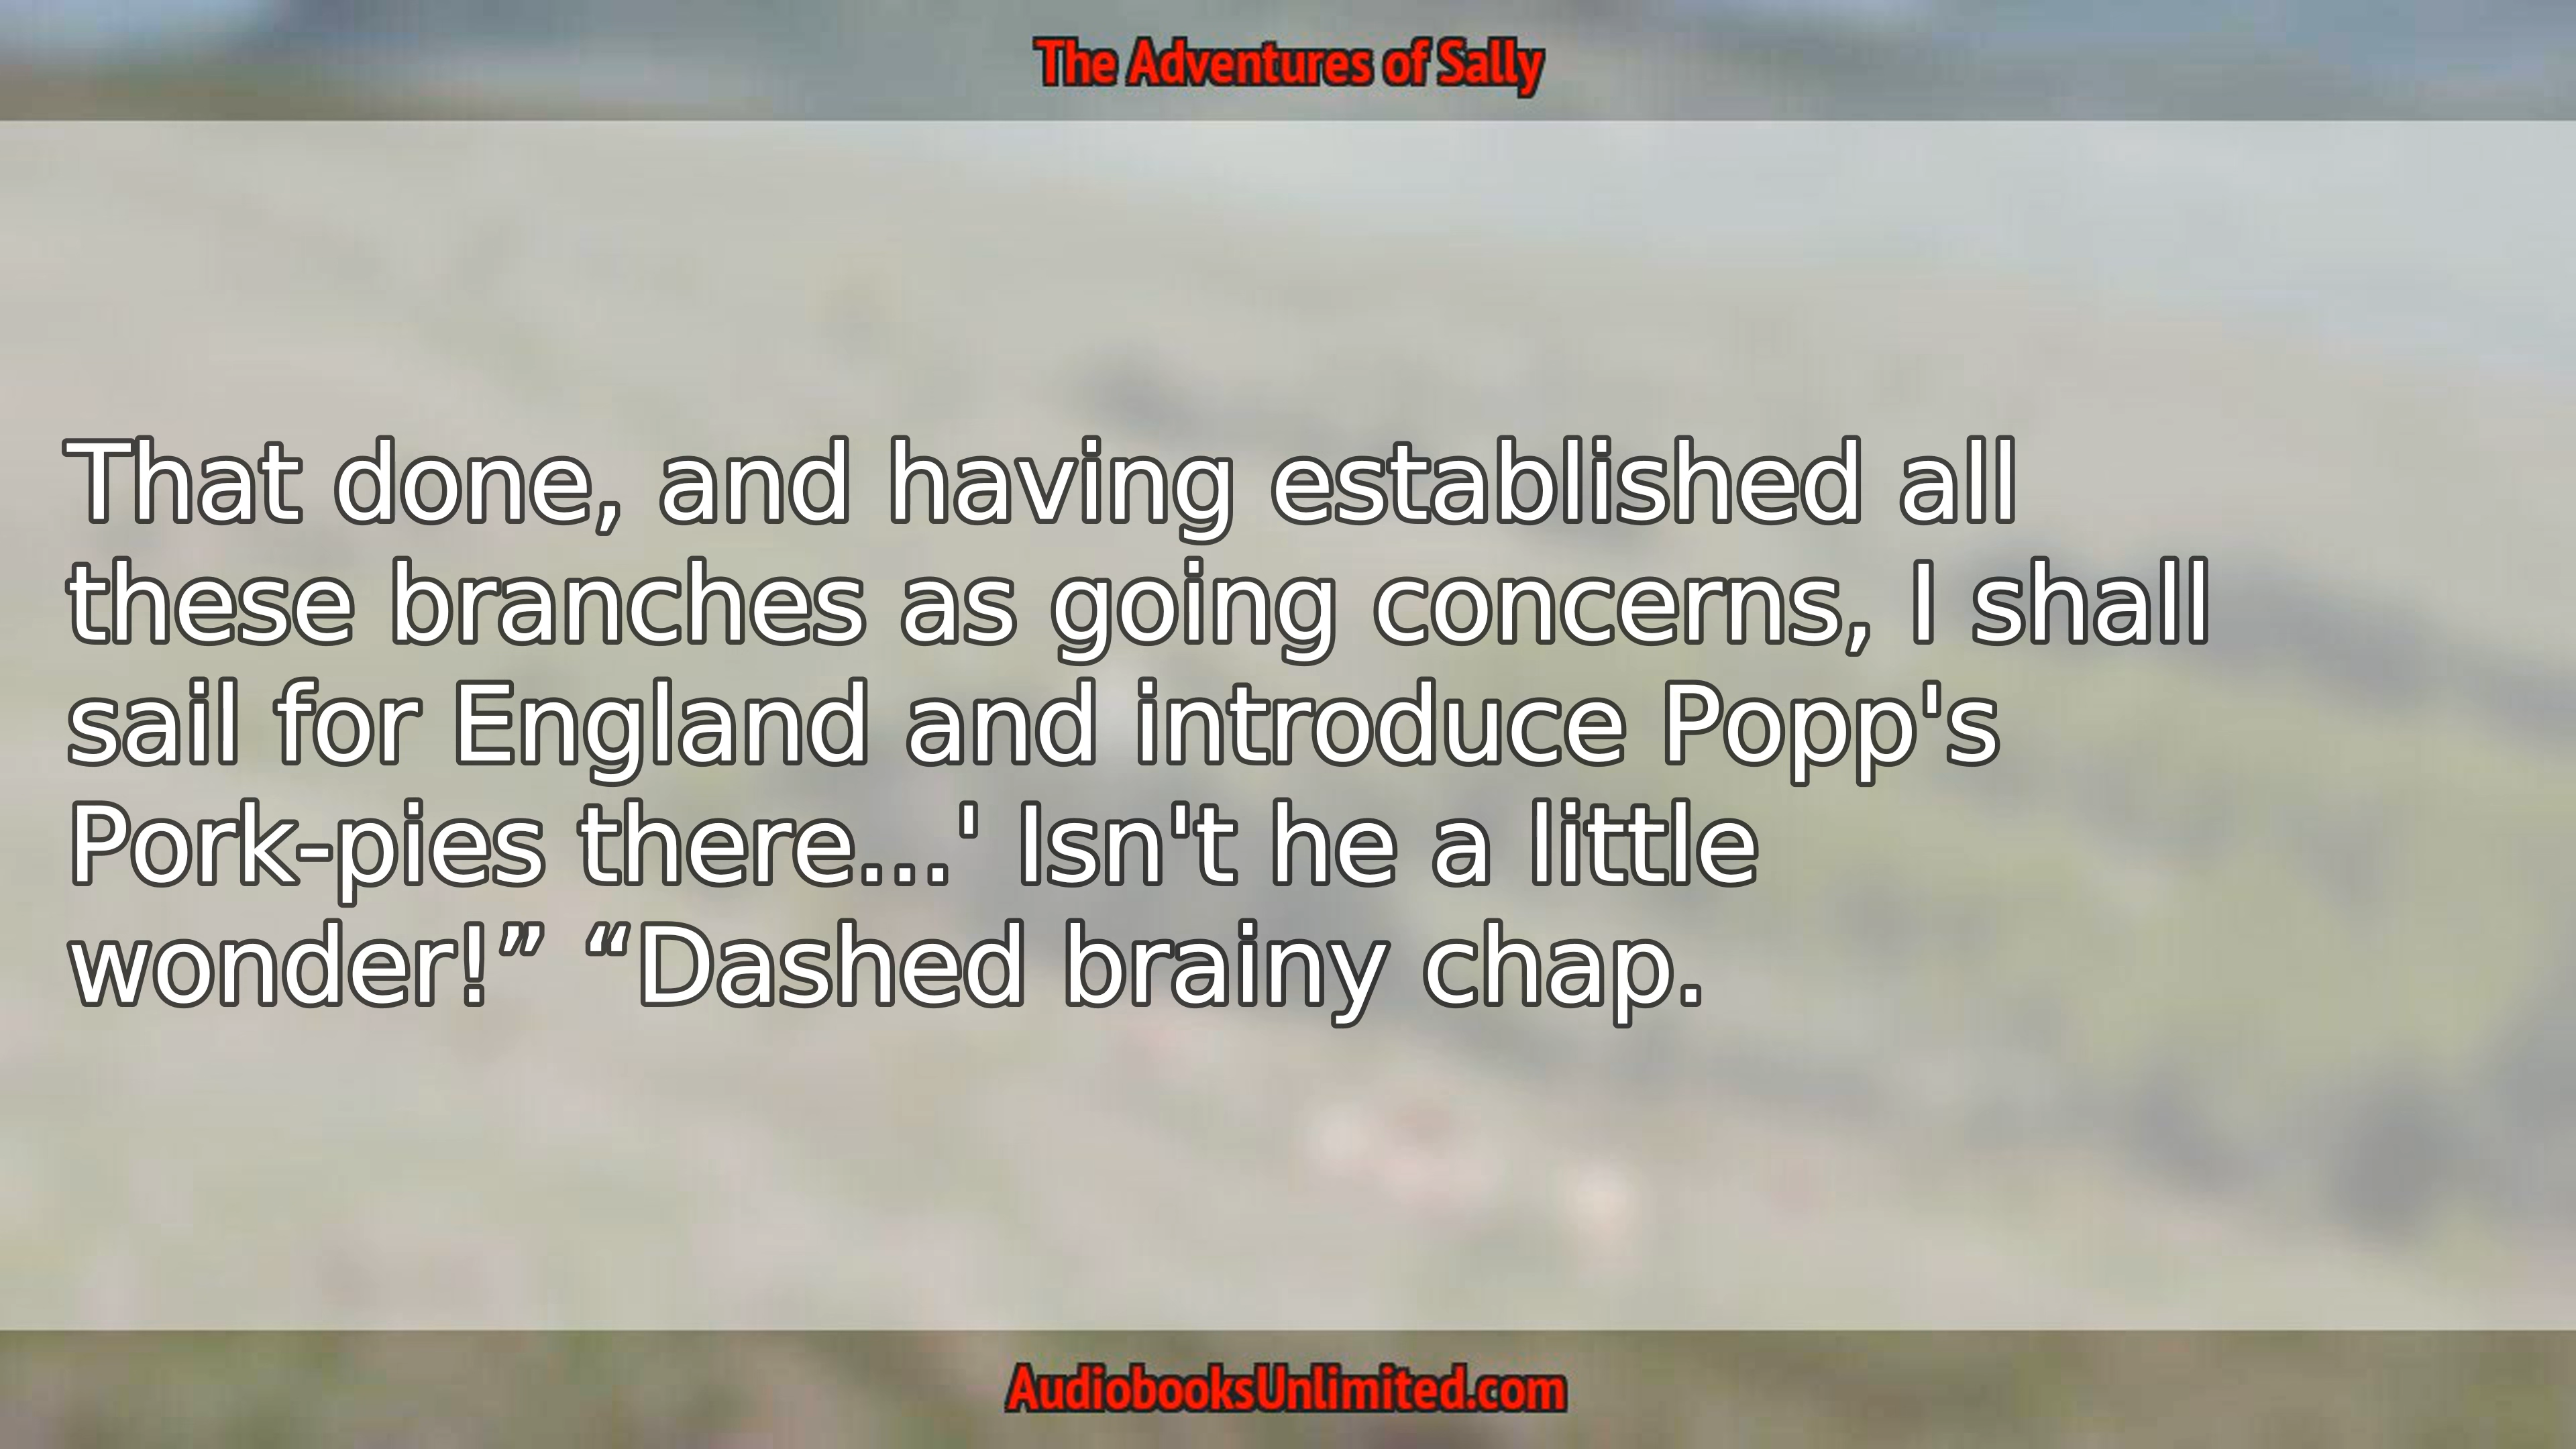 The Adventures of Sally
That done, and having established all
these branches as going concerns, I shall
sail for England and introduce Popp's
Pork-pies there...' Isn't he a little
wonder!” “Dashed brainy chap.
AudiobooksUnlimited.com